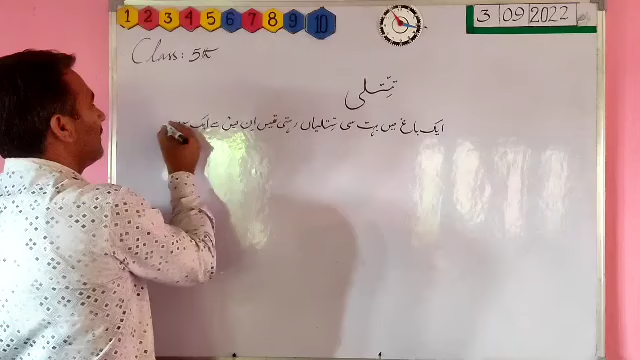 1 2 3 4 5 6 7 8 9 10
3 09 2022
Class: 5th
تتلی
ایک باغ میں بہت سی تتلیاں رہتی تھیں ان میں سے ایک